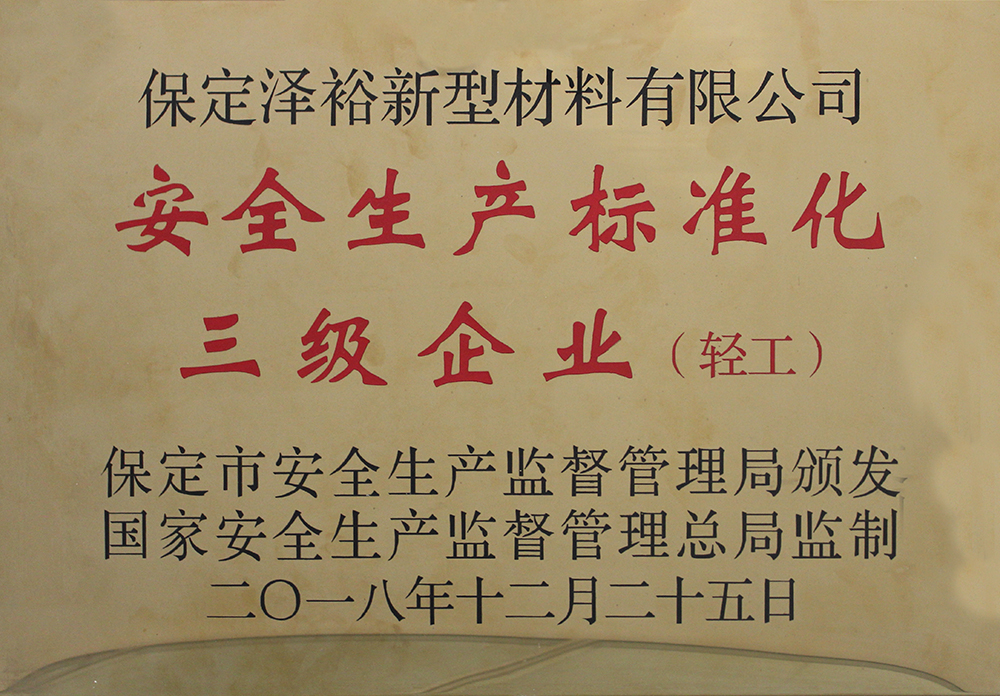 保定泽裕新型材料有限公司
安全生产标准化
三级企业（轻工）
保定市安全生产监督管理局颁发
国家安全生产监督管理总局监制
二〇一八年十二月二十五日